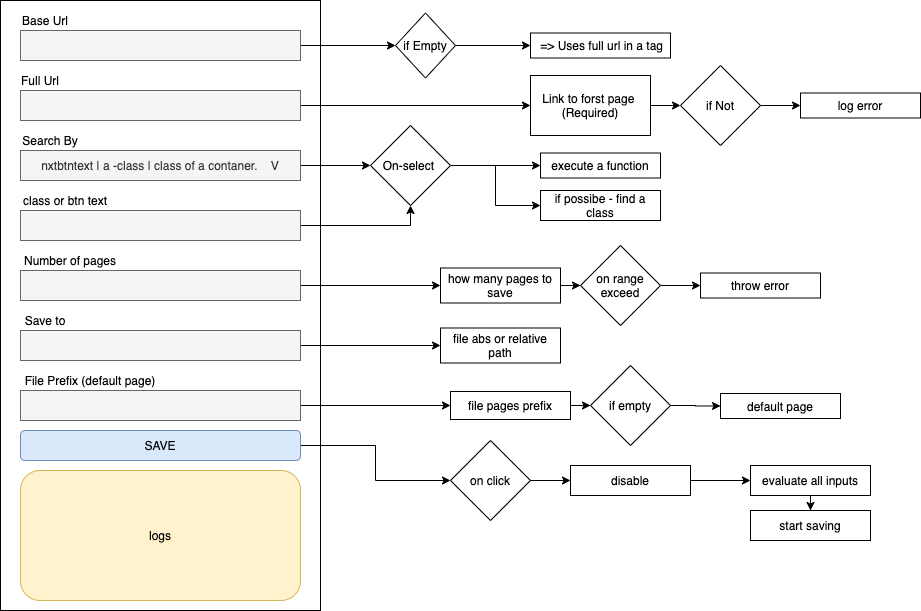 Base Url
if Empty
=> Uses full url in a tag
Full Url
Link to forst page
(Required)
if Not
log error
Search By
nxtbtntext | a -class | class of a contaner. V
On-select
execute a function
if possibe - find a
class
class or btn text
Number of pages
how many pages to
save
on range
exceed
throw error
Save to
file abs or relative
path
File Prefix (default page)
file pages prefix
if empty
default page
SAVE
on click
disable
evaluate all inputs
start saving
logs